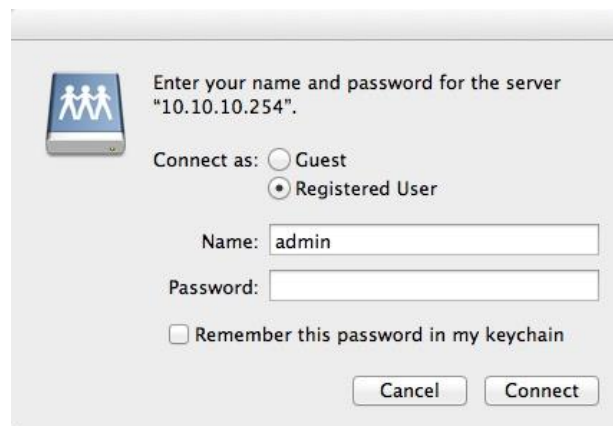 Enter your name and password for the server
“10.10.10.254”.
Connect as: Guest
Registered User
Name: admin
Password:
Remember this password in my keychain
Cancel Connect